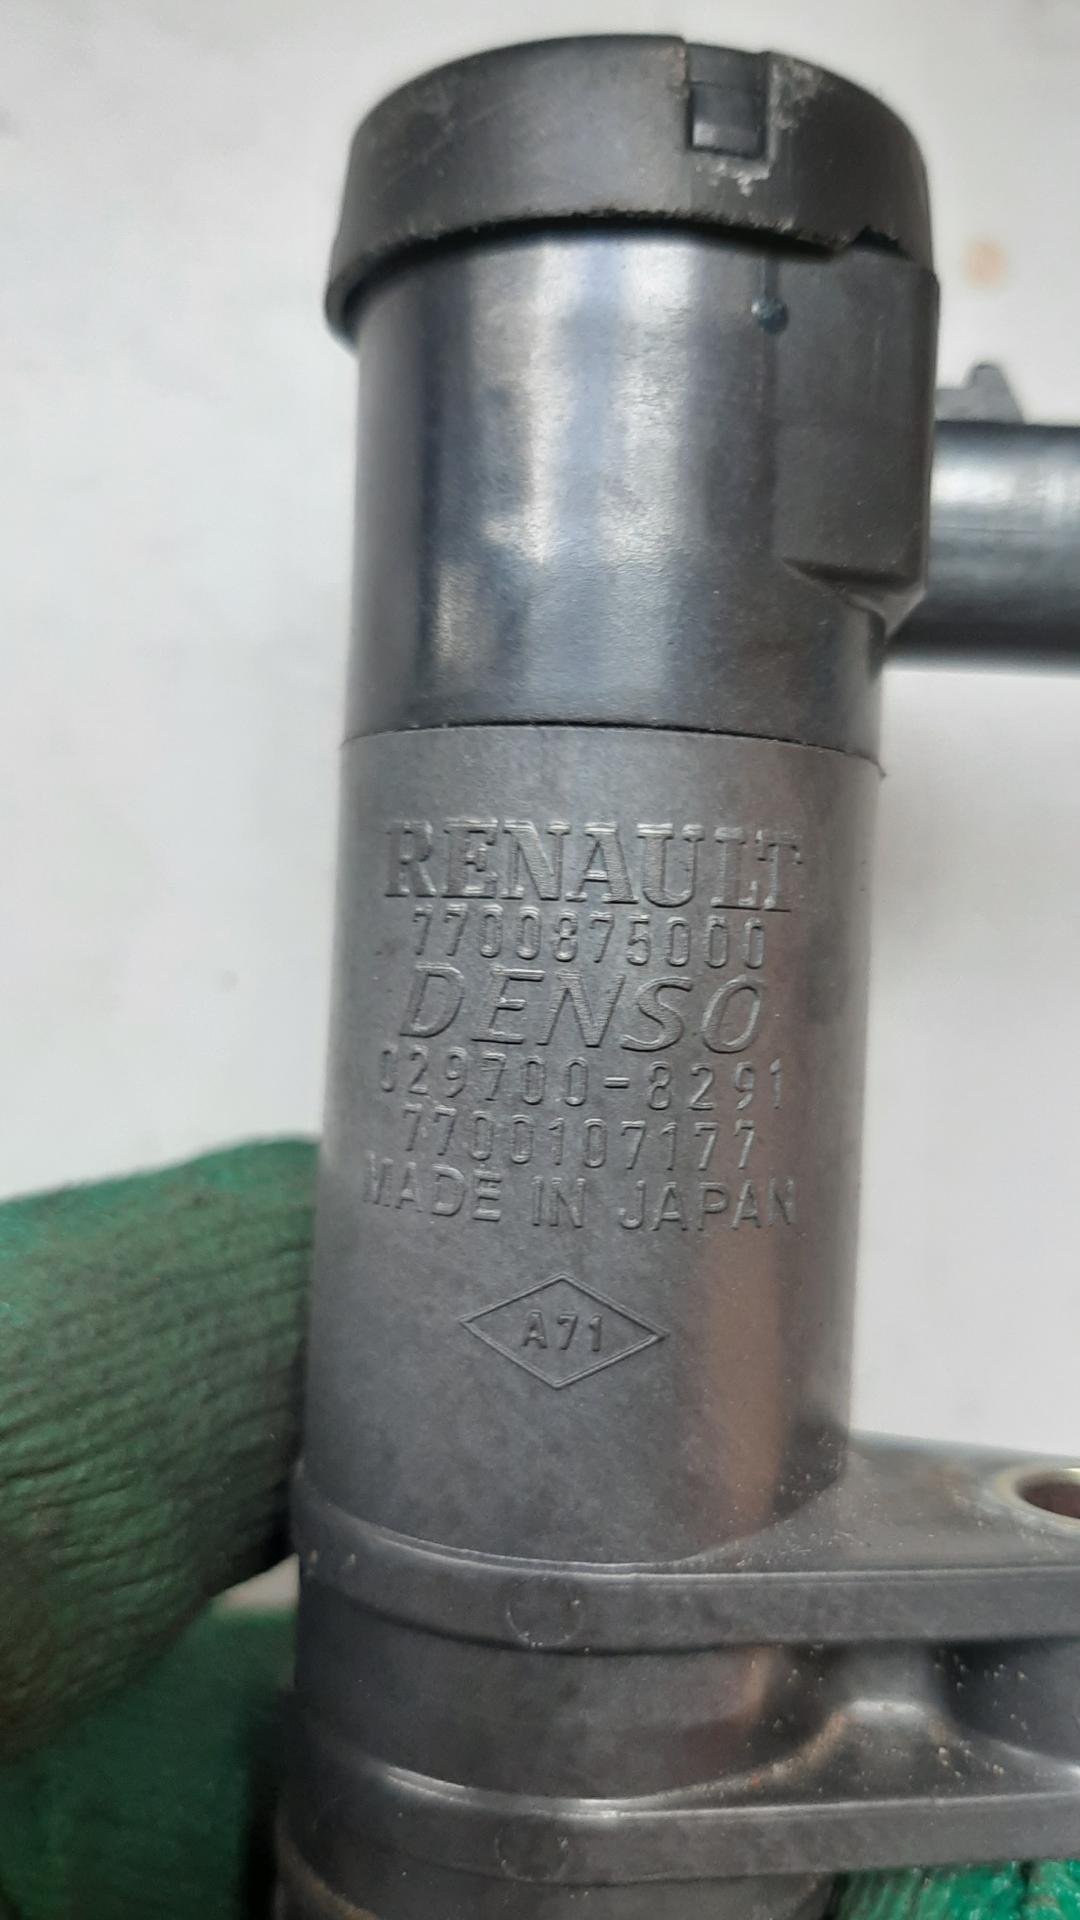 RENAULT
7700875000
DENSO
029700-8291
7700107177
MADE IN JAPAN
A71